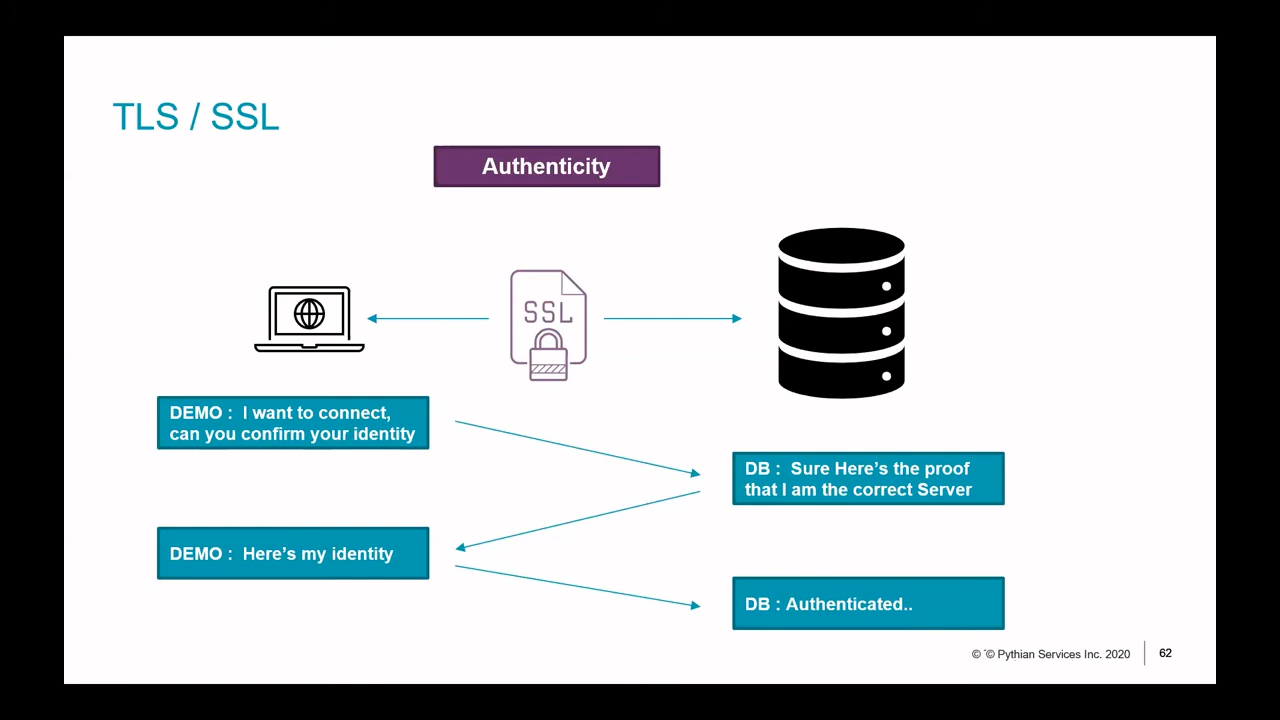 TLS / SSL
Authenticity
SSL
DEMO : I want to connect,
can you confirm your identity
DB : Sure Here's the proof
that I am the correct Server
DEMO : Here's my identity
DB : Authenticated..
© ¨© Pythian Services Inc. 2020
62